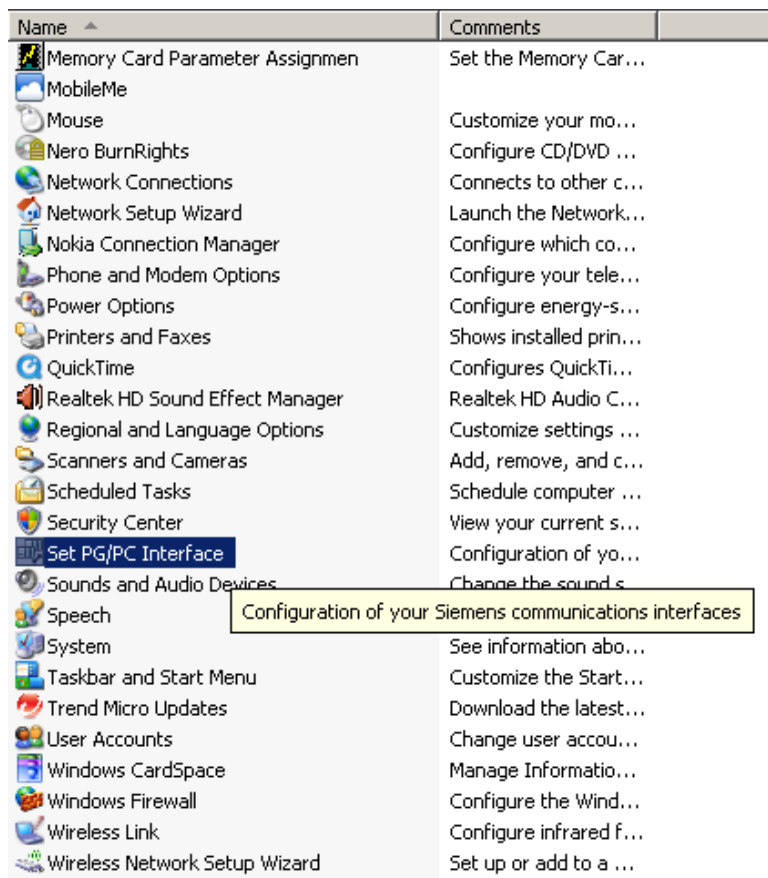 Name Comments
Memory Card Parameter Assignmen Set the Memory Car...
MobileMe
Mouse Customize your mo...
Nero BurnRights Configure CD/DVD ...
Network Connections Connects to other c...
Network Setup Wizard Launch the Network...
Nokia Connection Manager Configure which co...
Phone and Modem Options Configure your tele...
Power Options Configure energy-s...
Printers and Faxes Shows installed prin...
QuickTime Configures QuickTi...
Realtek HD Sound Effect Manager Realtek HD Audio C...
Regional and Language Options Customize settings ...
Scanners and Cameras Add, remove, and c...
Scheduled Tasks Schedule computer ...
Security Center View your current s...
Set PG/PC Interface Configuration of yo...
Sounds and Audio Devices Change the sound s
Speech Configuration of your Siemens communications interfaces
System See information abo...
Taskbar and Start Menu Customize the Start...
Trend Micro Updates Download the latest...
User Accounts Change user accou...
Windows CardSpace Manage Informatio...
Windows Firewall Configure the Wind...
Wireless Link Configure infrared f...
Wireless Network Setup Wizard Set up or add to a ...